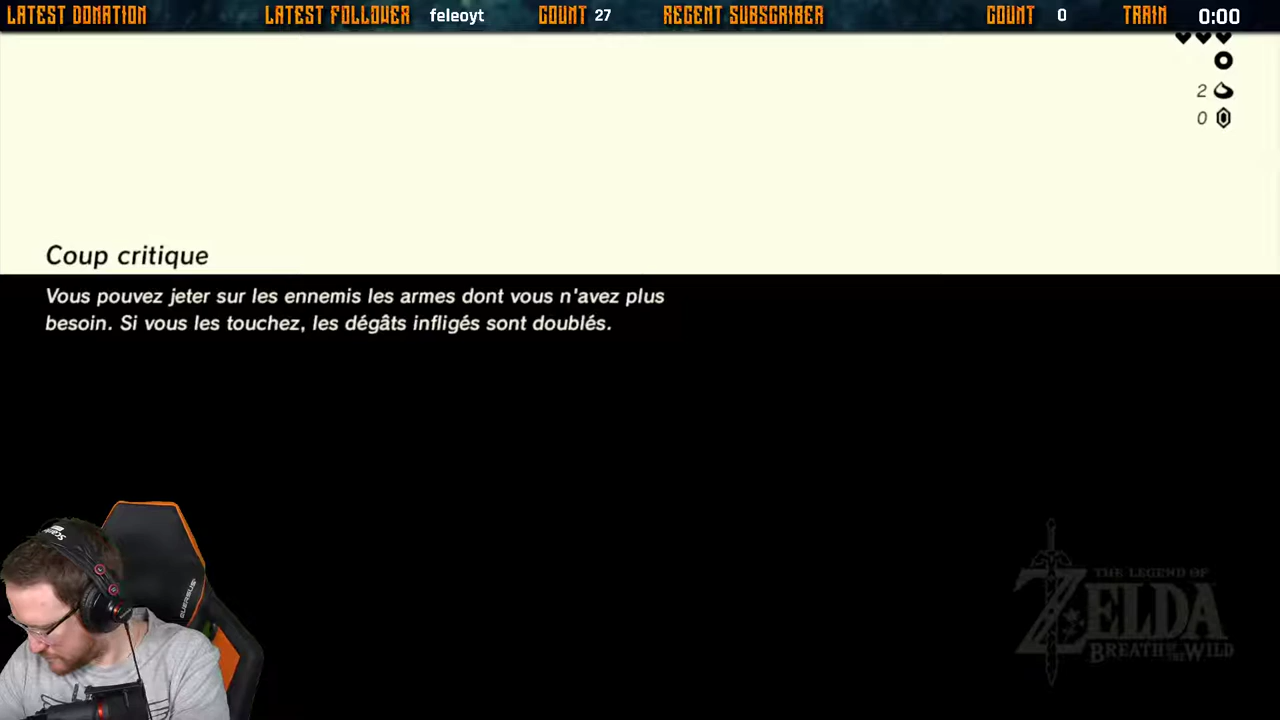 LATEST DONATION LATEST FOLLOWER feleoyt COUNT 27 RECENT SUBSCRIBER COUNT 0 TRAIN 0:00
2
0
Coup critique
Vous pouvez jeter sur les ennemis les armes dont vous n'avez plus
besoin. Si vous les touchez, les dégâts infligés sont doublés.
THE LEGEND OF
ZELDA
BREATH OF THE WILD